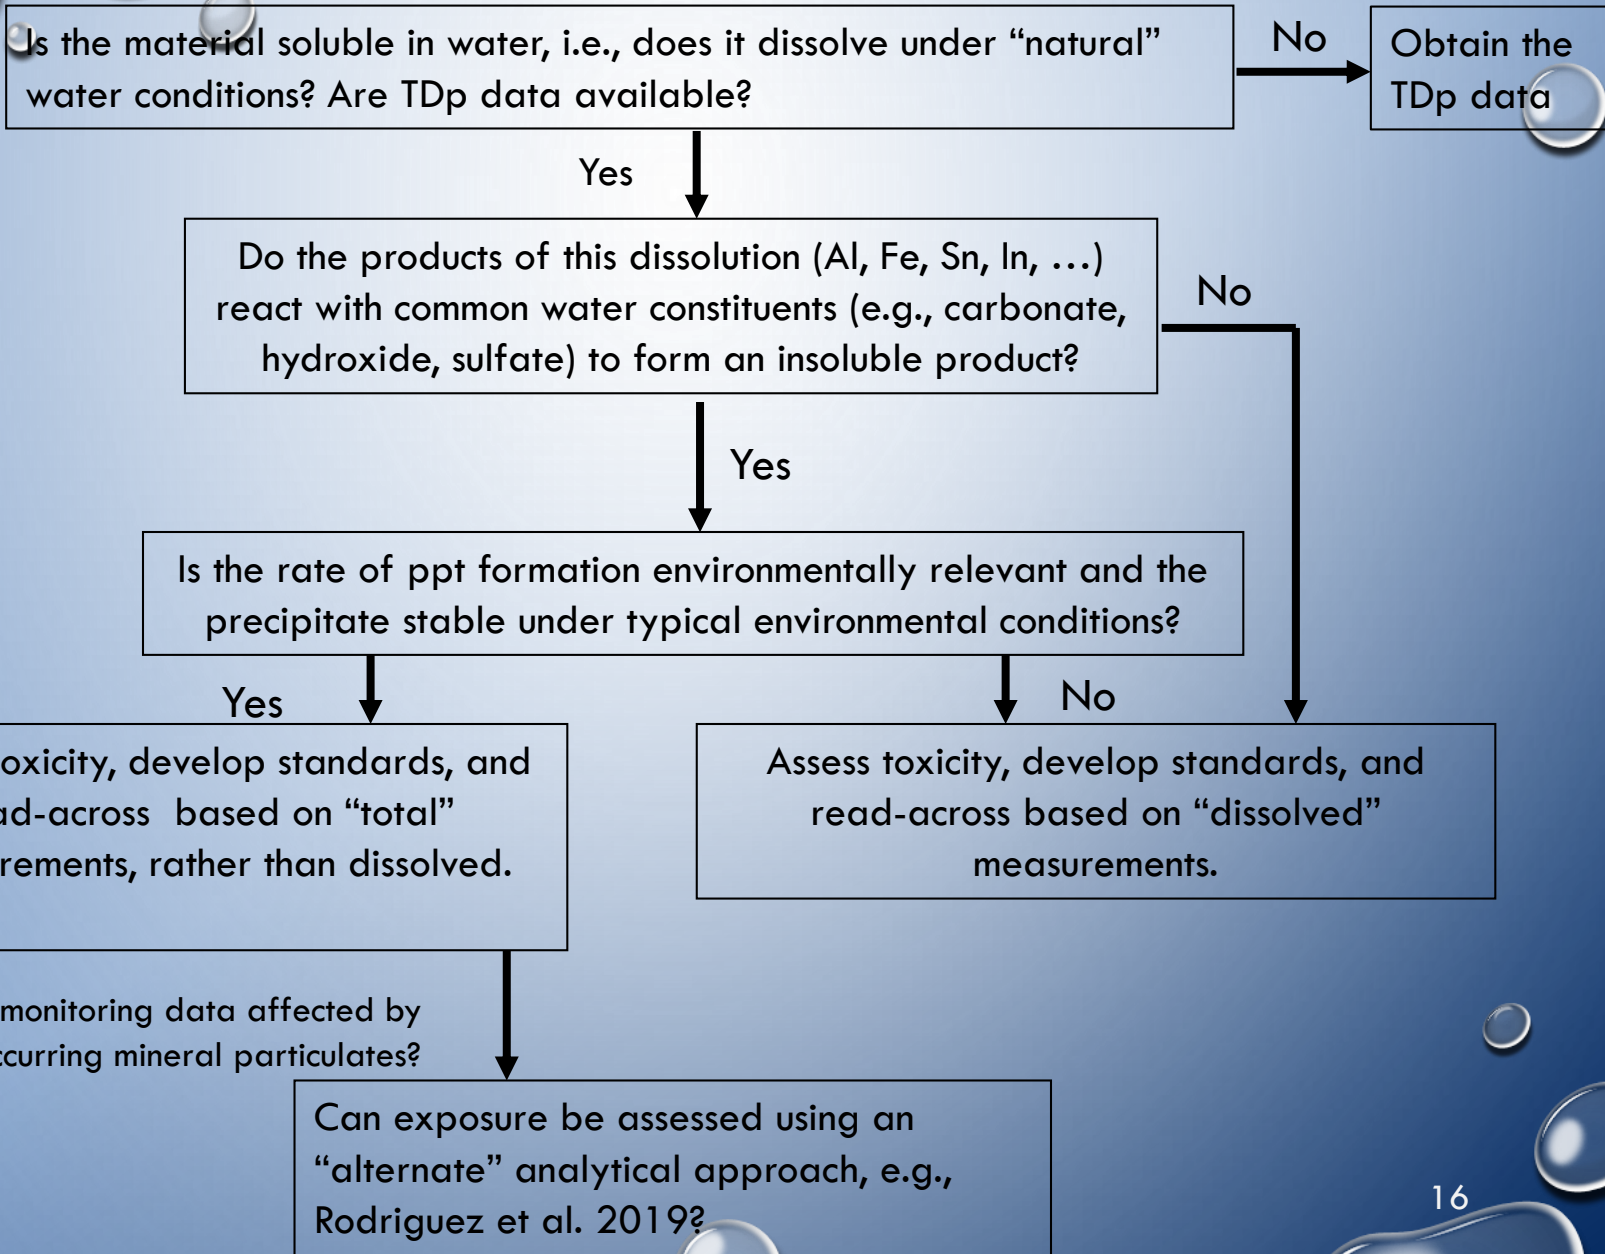 Is the material soluble in water, i.e., does it dissolve under “natural”
water conditions? Are TDp data available?
No
Obtain the
TDp data
Yes
Do the products of this dissolution (Al, Fe, Sn, In, …)
react with common water constituents (e.g., carbonate,
hydroxide, sulfate) to form an insoluble product?
No
Yes
Is the rate of ppt formation environmentally relevant and the
precipitate stable under typical environmental conditions?
Yes
No
oxicity, develop standards, and
ad-across based on “total”
rements, rather than dissolved.
Assess toxicity, develop standards, and
read-across based on “dissolved”
measurements.
monitoring data affected by
ccurring mineral particulates?
Can exposure be assessed using an
“alternate” analytical approach, e.g.,
Rodriguez et al. 2019?
16